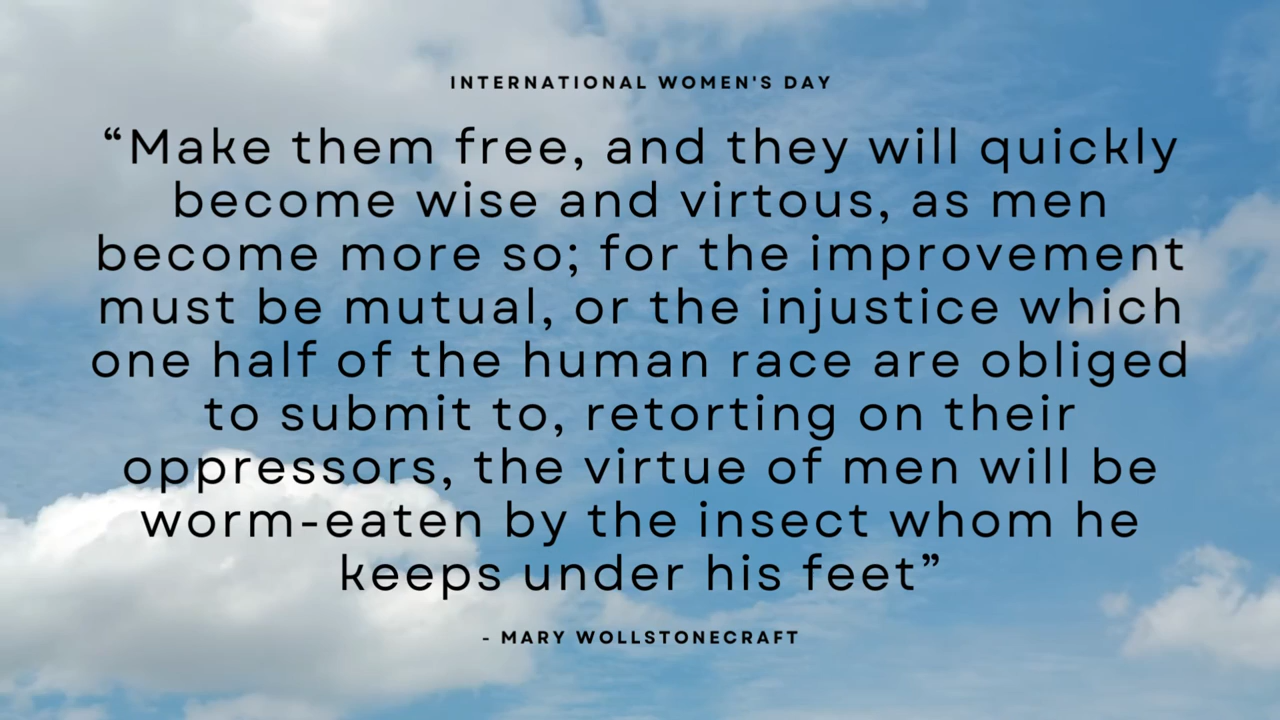 INTERNATIONAL WOMEN'S DAY
“Make them free, and they will quickly
become wise and virtous, as men
become more so; for the improvement
must be mutual, or the injustice which
one half of the human race are obliged
to submit to, retorting on their
oppressors, the virtue of men will be
worm-eaten by the insect whom he
keeps under his feet”
- MARY WOLLSTONECRAFT